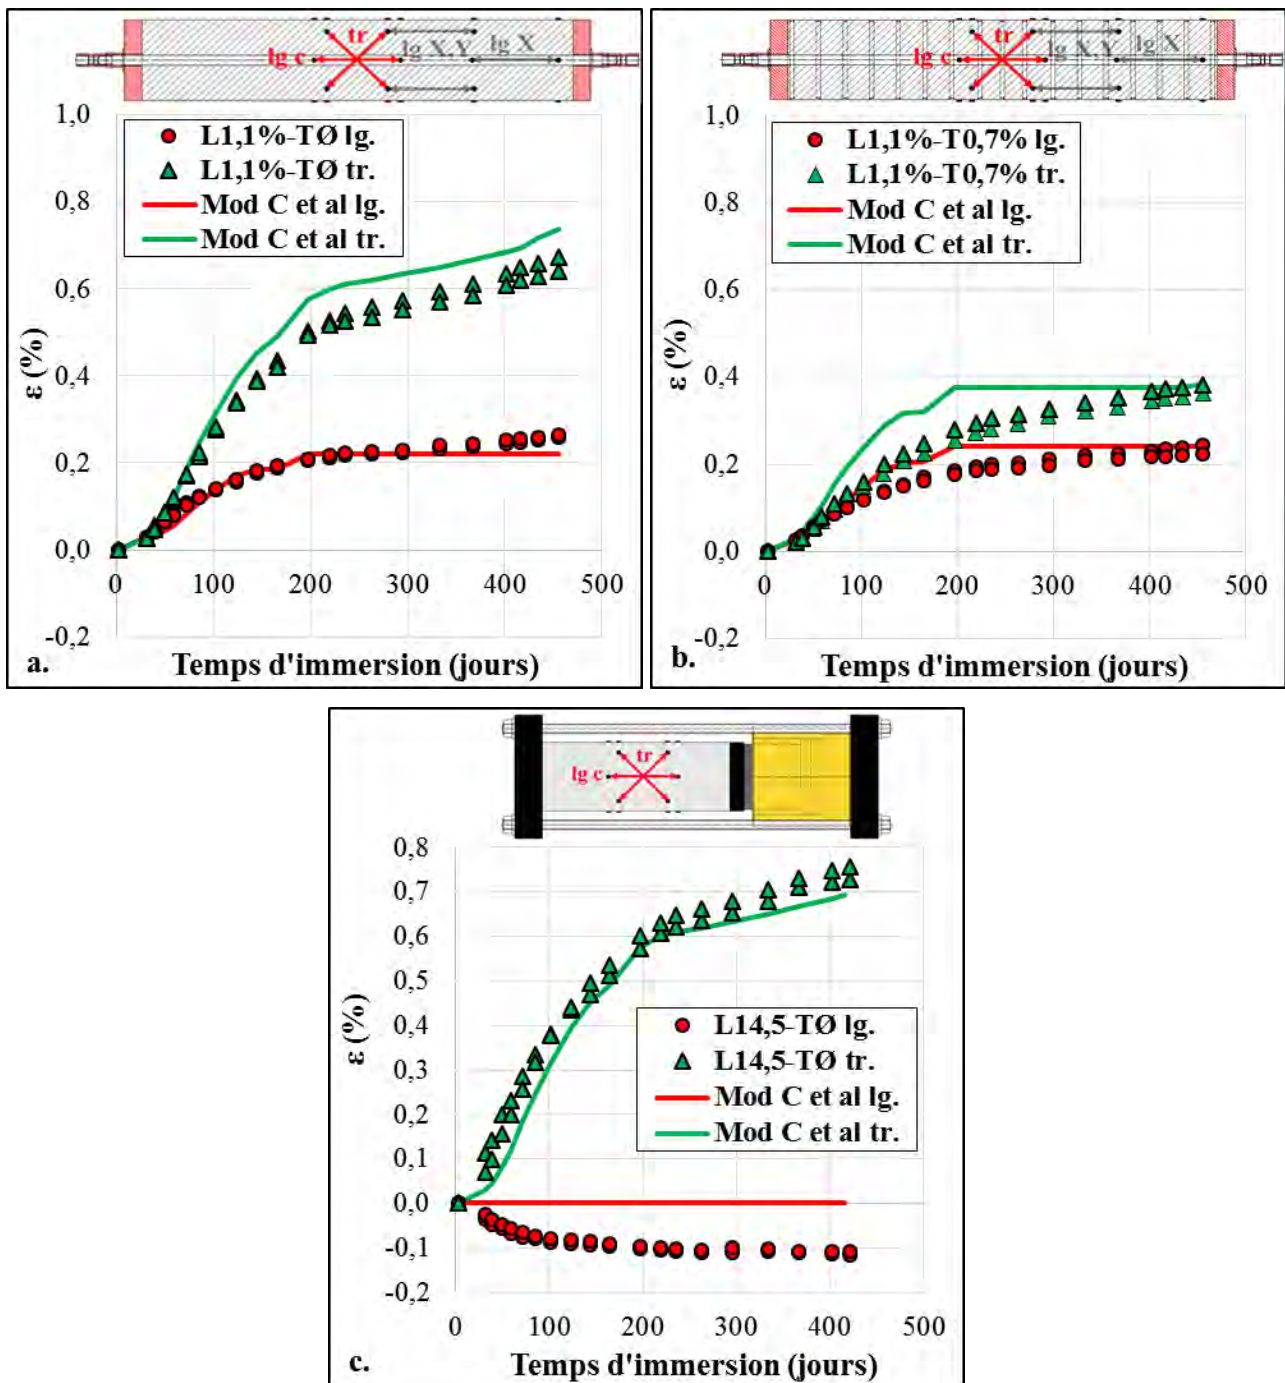 tr
lg c
lg X,Y
lg X
1,0
0,8
0,6
0,4
0,2
0,0
-0,2
ε (%)
L1,1%-TØ lg.
L1,1%-TØ tr.
Mod C et al lg.
Mod C et al tr.
0 100 200 300 400 500
a. Temps d'immersion (jours)
tr
lg c
lg X,Y
lg X
1,0
0,8
0,6
0,4
0,2
0,0
-0,2
ε (%)
L1,1%-T0,7% lg.
L1,1%-T0,7% tr.
Mod C et al lg.
Mod C et al tr.
0 100 200 300 400 500
b. Temps d'immersion (jours)
tr
lg c
0,8
0,7
0,6
0,5
0,4
0,3
0,2
0,1
0,0
-0,1
-0,2
ε (%)
L14,5-TØ lg.
L14,5-TØ tr.
Mod C et al lg.
Mod C et al tr.
0 100 200 300 400 500
c. Temps d'immersion (jours)